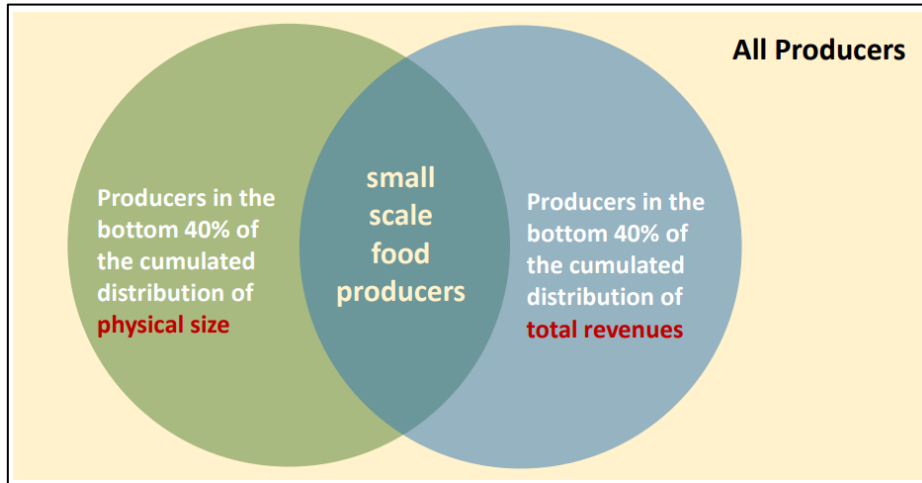 All Producers
Producers in the
bottom 40% of
the cumulated
distribution of
physical size
small
scale
food
producers
Producers in the
bottom 40% of
the cumulated
distribution of
total revenues